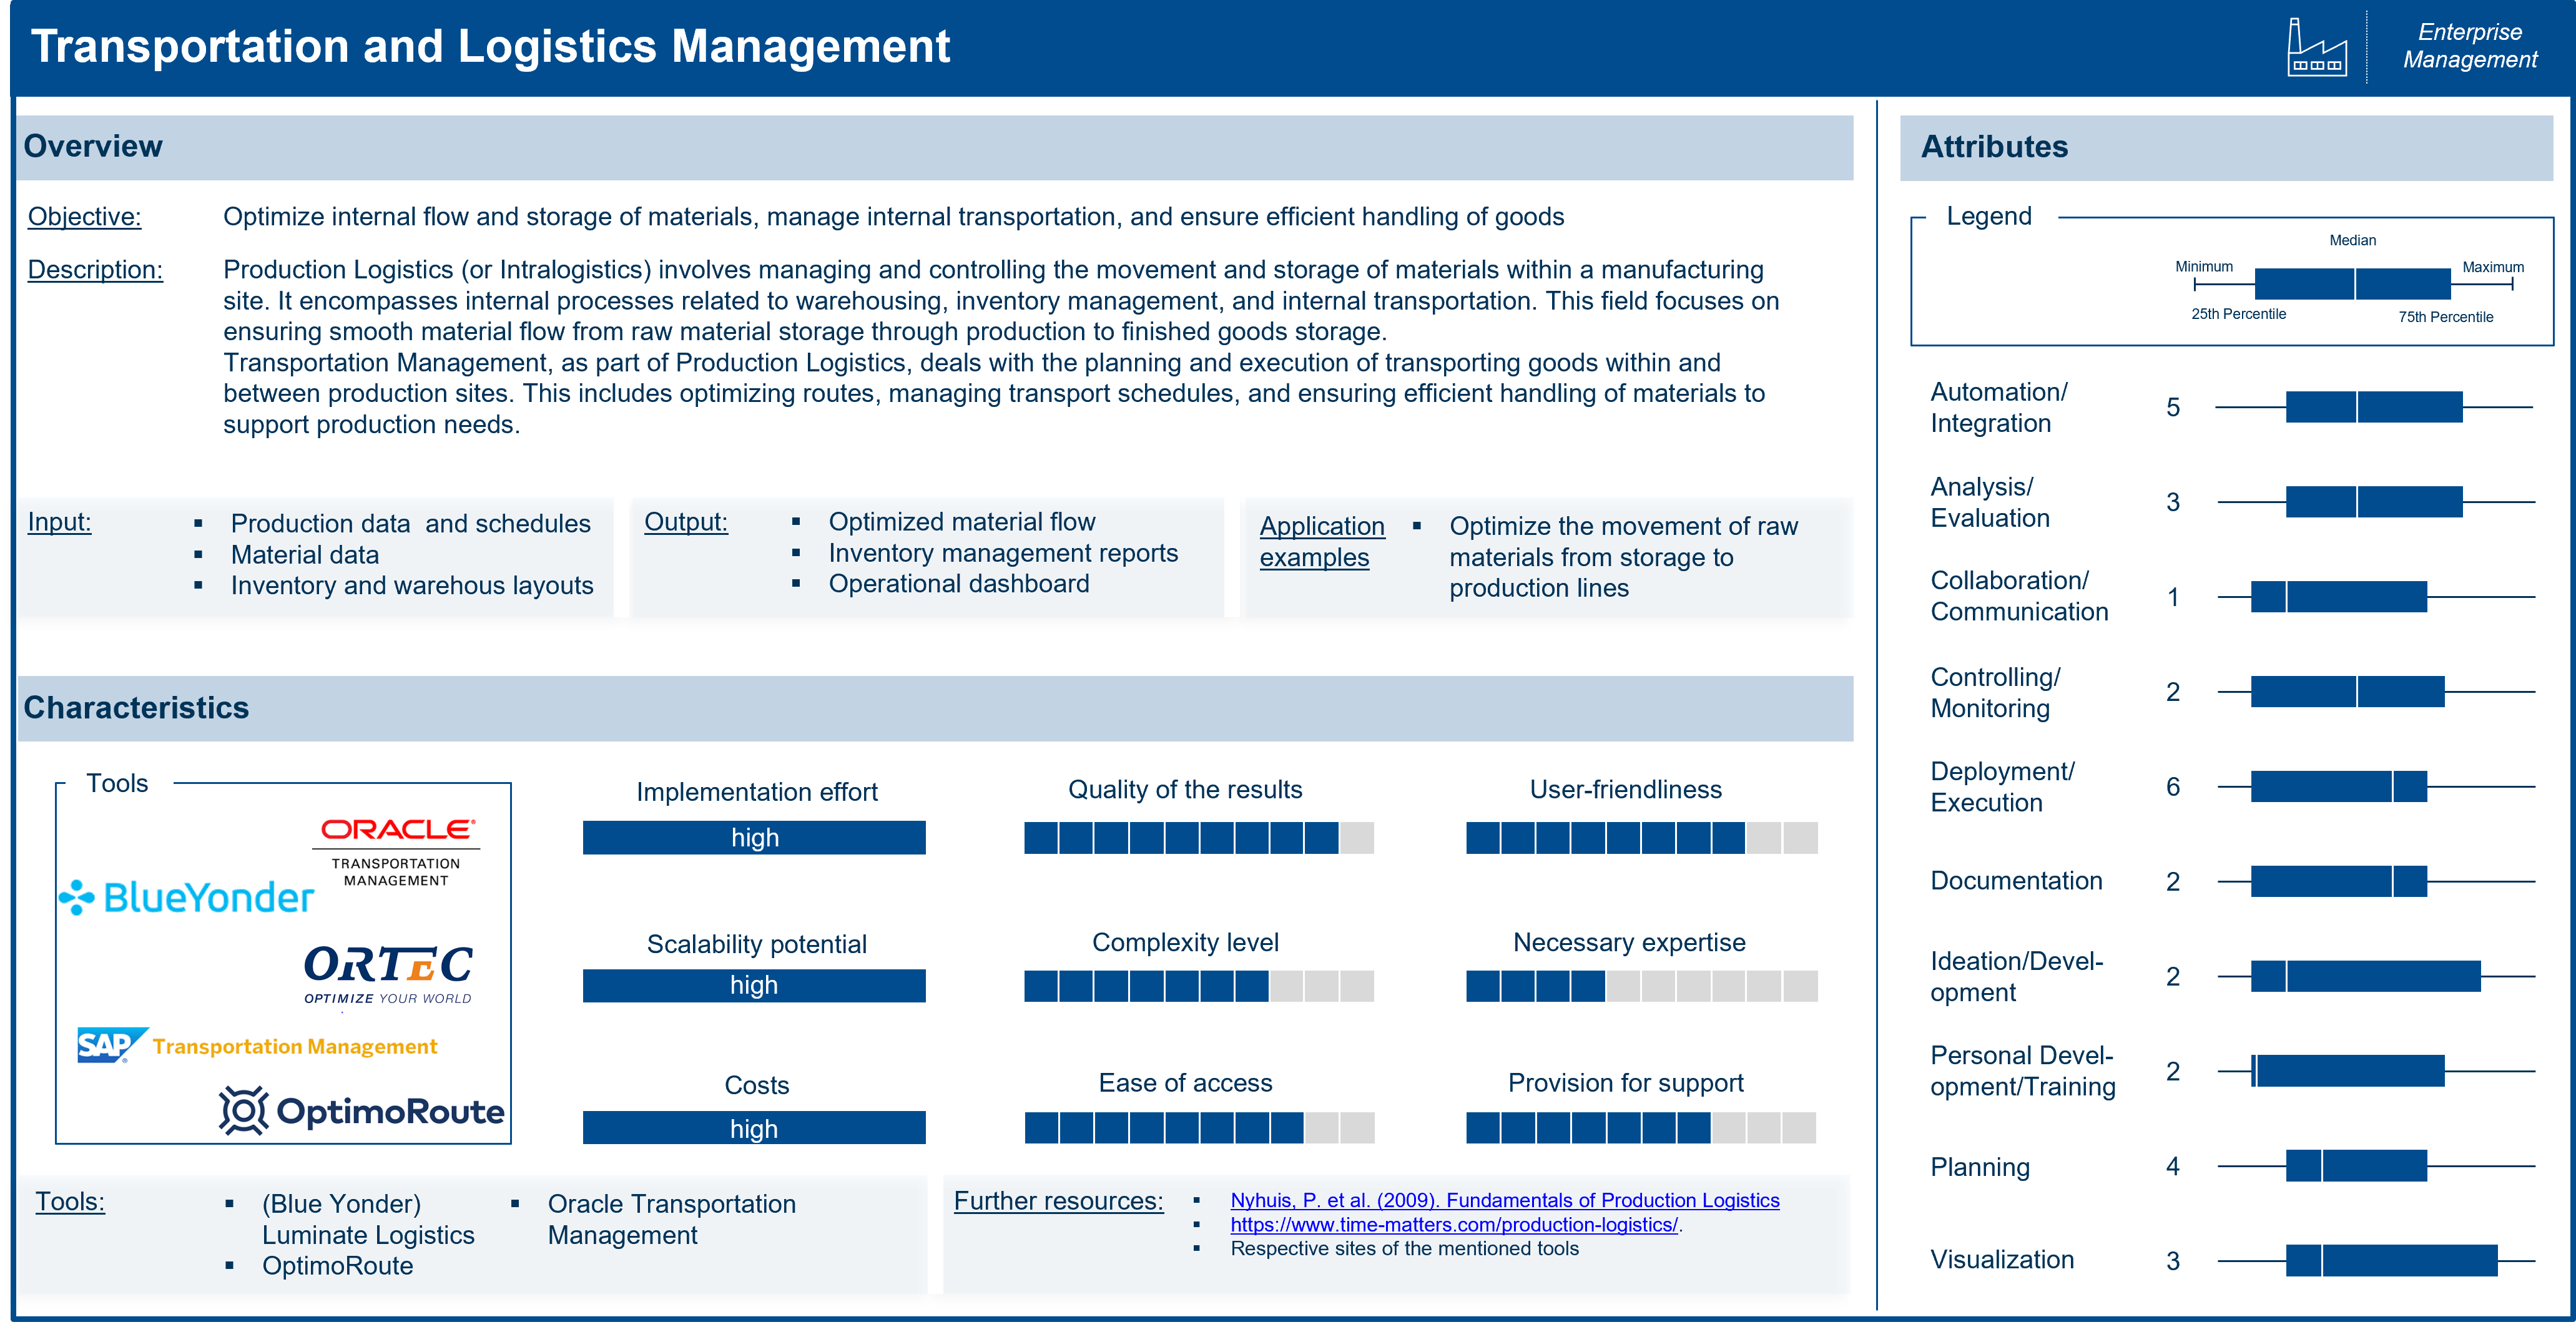 Transportation and Logistics Management
Enterprise
Management
Overview
Objective:
Optimize internal flow and storage of materials, manage internal transportation, and ensure efficient handling of goods
Description:
Production Logistics (or Intralogistics) involves managing and controlling the movement and storage of materials within a manufacturing
site. It encompasses internal processes related to warehousing, inventory management, and internal transportation. This field focuses on
ensuring smooth material flow from raw material storage through production to finished goods storage.
Transportation Management, as part of Production Logistics, deals with the planning and execution of transporting goods within and
between production sites. This includes optimizing routes, managing transport schedules, and ensuring efficient handling of materials to
support production needs.
Input:
▪ Production data and schedules
▪ Material data
▪ Inventory and warehous layouts
Output:
▪ Optimized material flow
▪ Inventory management reports
▪ Operational dashboard
Application
examples
▪ Optimize the movement of raw
materials from storage to
production lines
Characteristics
Tools
ORACLE®
TRANSPORTATION
MANAGEMENT
BlueYonder
ORTEC
OPTIMIZE YOUR WORLD
SAP® Transportation Management
OptimoRoute
Implementation effort
high
Quality of the results
User-friendliness
Scalability potential
high
Complexity level
Necessary expertise
Costs
high
Ease of access
Provision for support
Tools:
▪ (Blue Yonder)
Luminate Logistics
▪ OptimoRoute
▪ Oracle Transportation
Management
Further resources:
▪ Nyhuis, P. et al. (2009). Fundamentals of Production Logistics
▪ https://www.time-matters.com/production-logistics/.
▪ Respective sites of the mentioned tools
Attributes
Legend
Median
Minimum
Maximum
25th Percentile
75th Percentile
Automation/
Integration
5
Analysis/
Evaluation
3
Collaboration/
Communication
1
Controlling/
Monitoring
2
Deployment/
Execution
6
Documentation
2
Ideation/Devel-
opment
2
Personal Devel-
opment/Training
2
Planning
4
Visualization
3